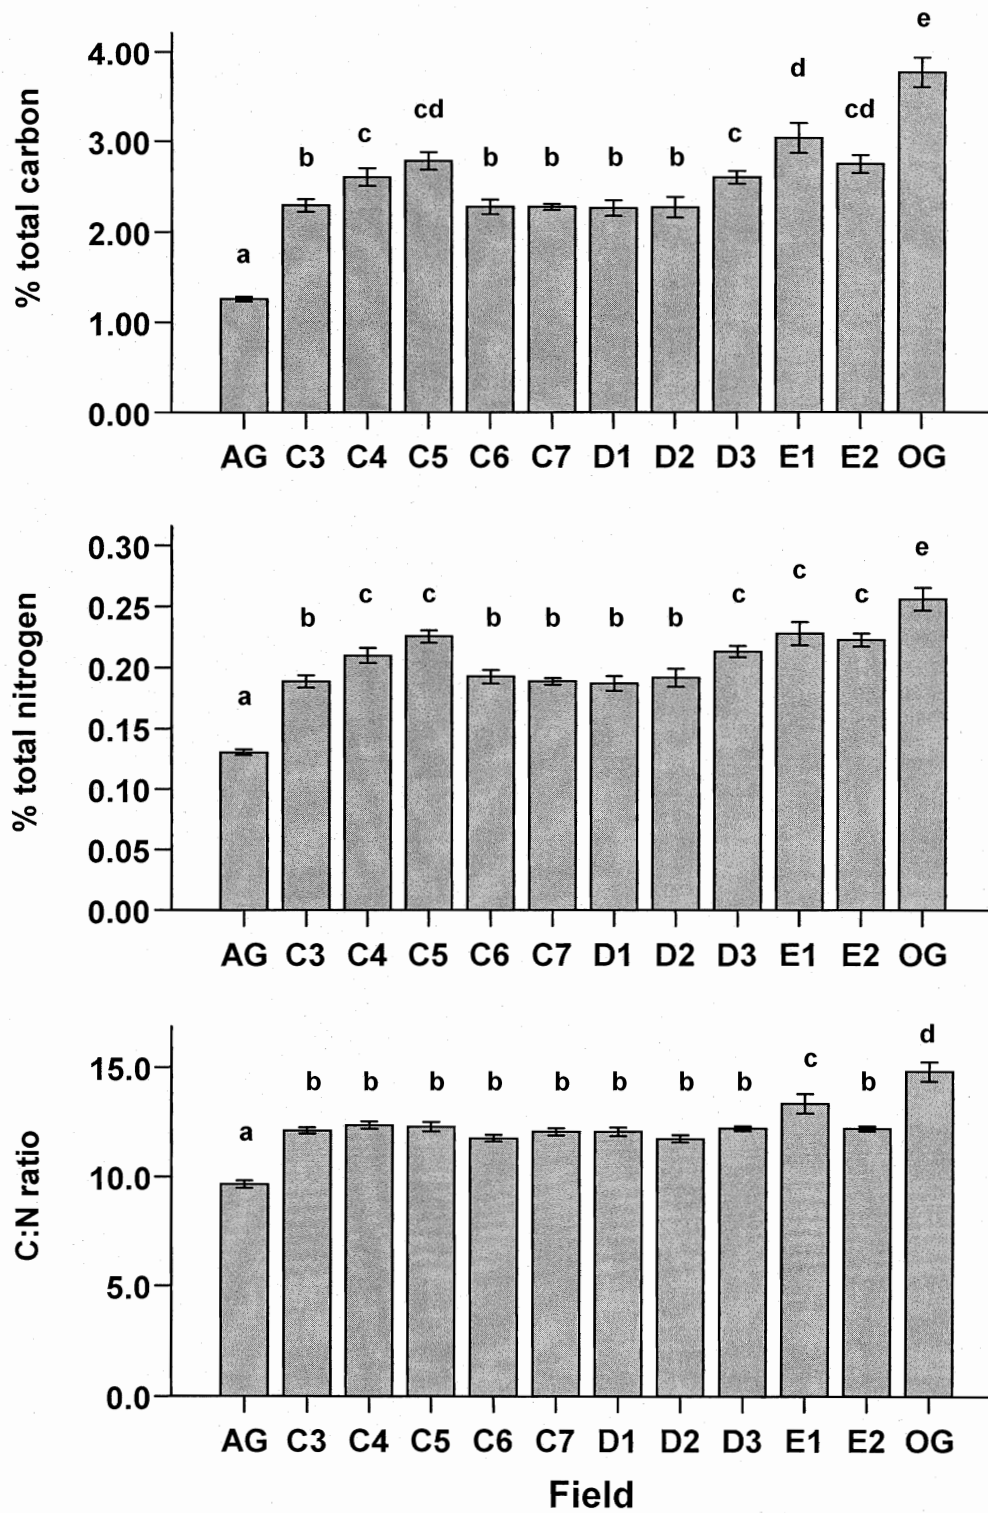 % total carbon
4.00
3.00
2.00
1.00
0.00
a b c cd b b b b c d cd e
AG C3 C4 C5 C6 C7 D1 D2 D3 E1 E2 OG
% total nitrogen
0.30
0.25
0.20
0.15
0.10
0.05
0.00
a b c c b b b b c c c e
AG C3 C4 C5 C6 C7 D1 D2 D3 E1 E2 OG
C:N ratio
15.0
10.0
5.0
0.0
a b b b b b b b b c b d
AG C3 C4 C5 C6 C7 D1 D2 D3 E1 E2 OG
Field